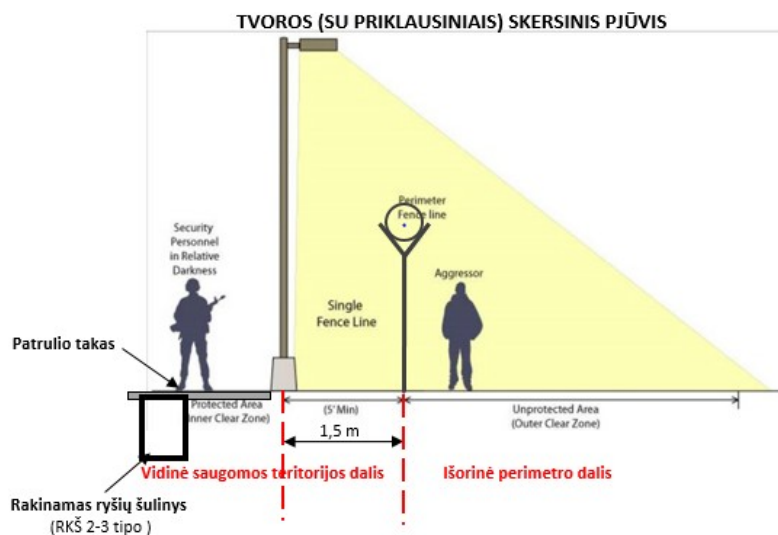 TVOROS (SU PRIKLAUSINIAIS) SKERSINIS PJŪVIS
Perimeter
Fence line
Security
Personnel
in Relative
Darkness
Aggressor
Single
Fence Line
Patrulio takas
Protected Area
(Inner Clear Zone)
(5' Min)
Unprotected Area
(Outer Clear Zone)
1,5 m
Vidinė saugomos teritorijos dalis
Išorinė perimetro dalis
Rakinamas ryšių šulinys
(RKŠ 2-3 tipo )